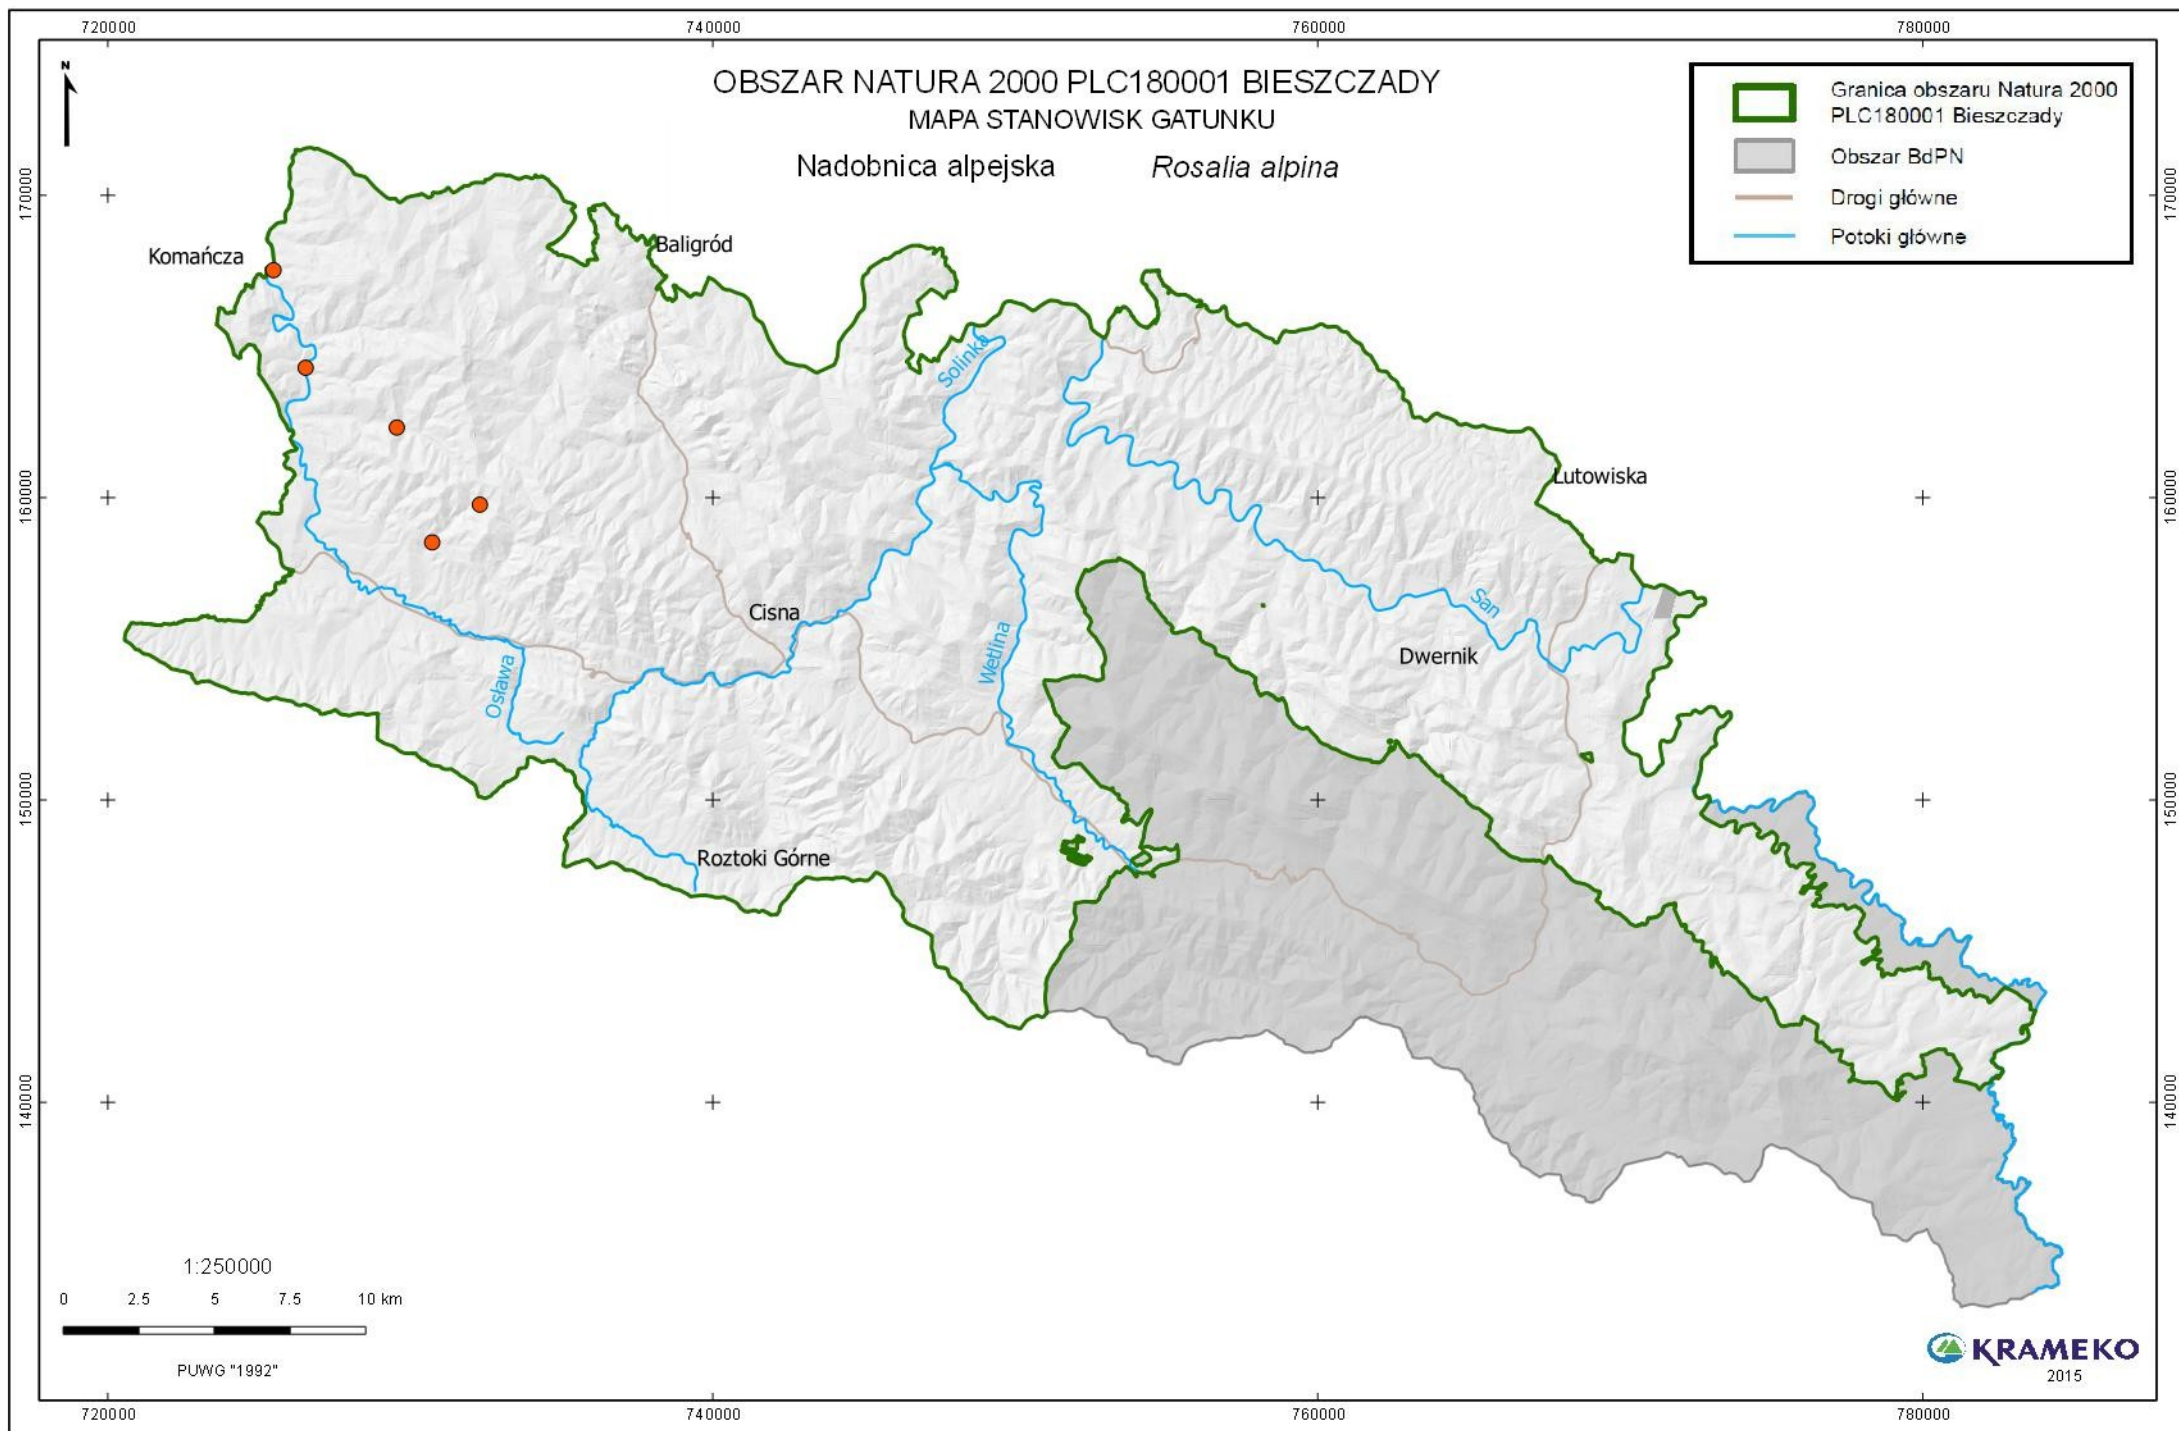 720000
740000
760000
780000
N
OBSZAR NATURA 2000 PLC180001 BIESZCZADY
MAPA STANOWISK GATUNKU
Nadobnica alpejska
Rosalia alpina
Granica obszaru Natura 2000
PLC180001 Bieszczady
Obszar BdPN
Drogi główne
Potoki główne
170000
170000
Komańcza
Baligród
Solinka
Lutowiska
160000
160000
San
Cisna
Wetlina
Dwernik
Osława
150000
150000
Roztoki Górne
140000
140000
1:250000
0
2.5
5
7.5
10 km
PUWG "1992"
KRAMEKO
2015
720000
740000
760000
780000